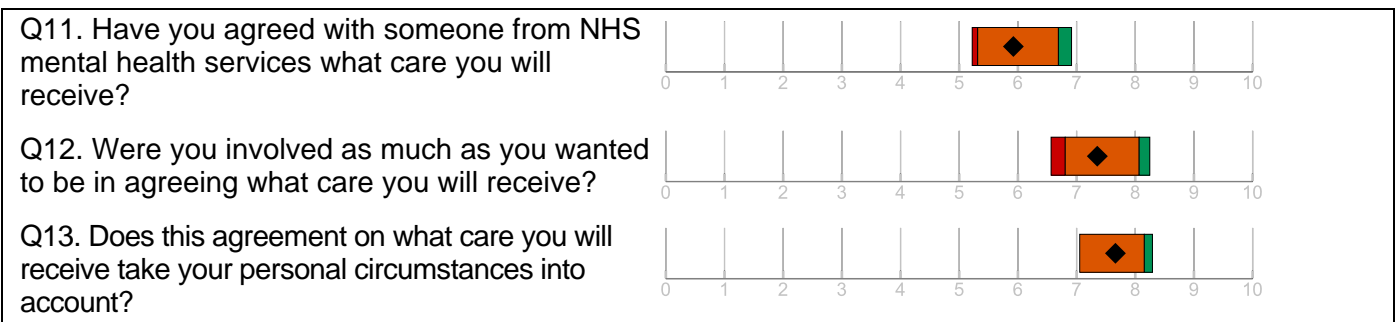 Q11. Have you agreed with someone from NHS
mental health services what care you will
receive?
0 1 2 3 4 5 6 7 8 9 10
Q12. Were you involved as much as you wanted
to be in agreeing what care you will receive?
0 1 2 3 4 5 6 7 8 9 10
Q13. Does this agreement on what care you will
receive take your personal circumstances into
account?
0 1 2 3 4 5 6 7 8 9 10